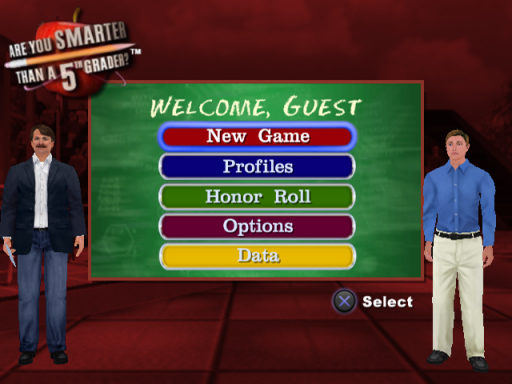 ARE YOU SMARTER
THAN A 5TH GRADER?™
WELCOME, GUEST
New Game
Profiles
Honor Roll
Options
Data
Select